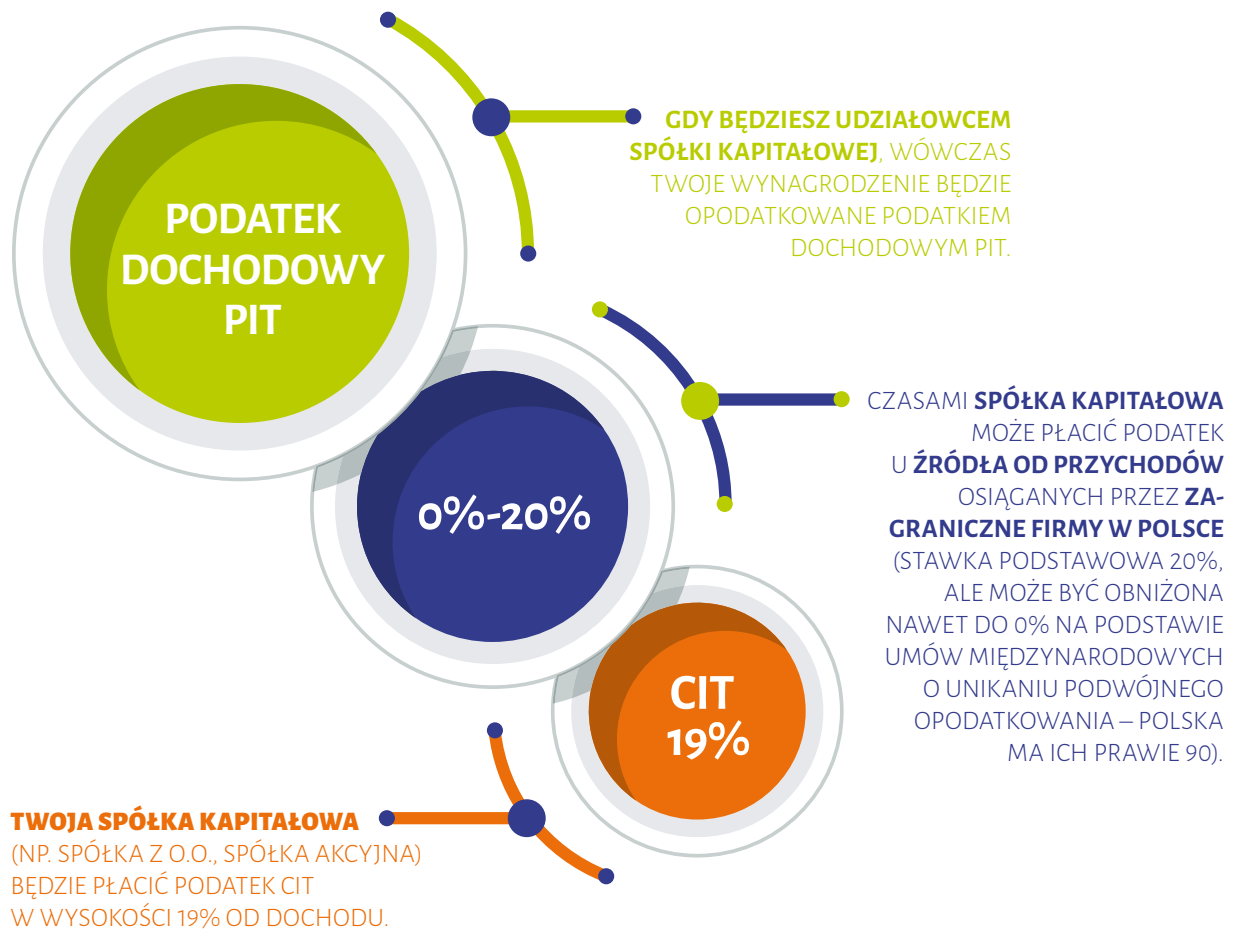 PODATEK
DOCHODOWY
PIT
GDY BĘDZIESZ UDZIAŁOWCEM
SPÓŁKI KAPITAŁOWEJ, WÓWCZAS
TWOJE WYNAGRODZENIE BĘDZIE
OPODATKOWANE PODATKIEM
DOCHODOWYM PIT.
0%-20%
CZASAMI SPÓŁKA KAPITAŁOWA
MOŻE PŁACIĆ PODATEK
U ŹRÓDŁA OD PRZYCHODÓW
OSIĄGANYCH PRZEZ ZA-
GRANICZNE FIRMY W POLSCE
(STAWKA PODSTAWOWA 20%,
ALE MOŻE BYĆ OBNIŻONA
NAWET DO 0% NA PODSTAWIE
UMÓW MIĘDZYNARODOWYCH
O UNIKANIU PODWÓJNEGO
OPODATKOWANIA – POLSKA
MA ICH PRAWIE 90).
CIT
19%
TWOJA SPÓŁKA KAPITAŁOWA
(NP. SPÓŁKA Z O.O., SPÓŁKA AKCYJNA)
BĘDZIE PŁACIĆ PODATEK CIT
W WYSOKOŚCI 19% OD DOCHODU.